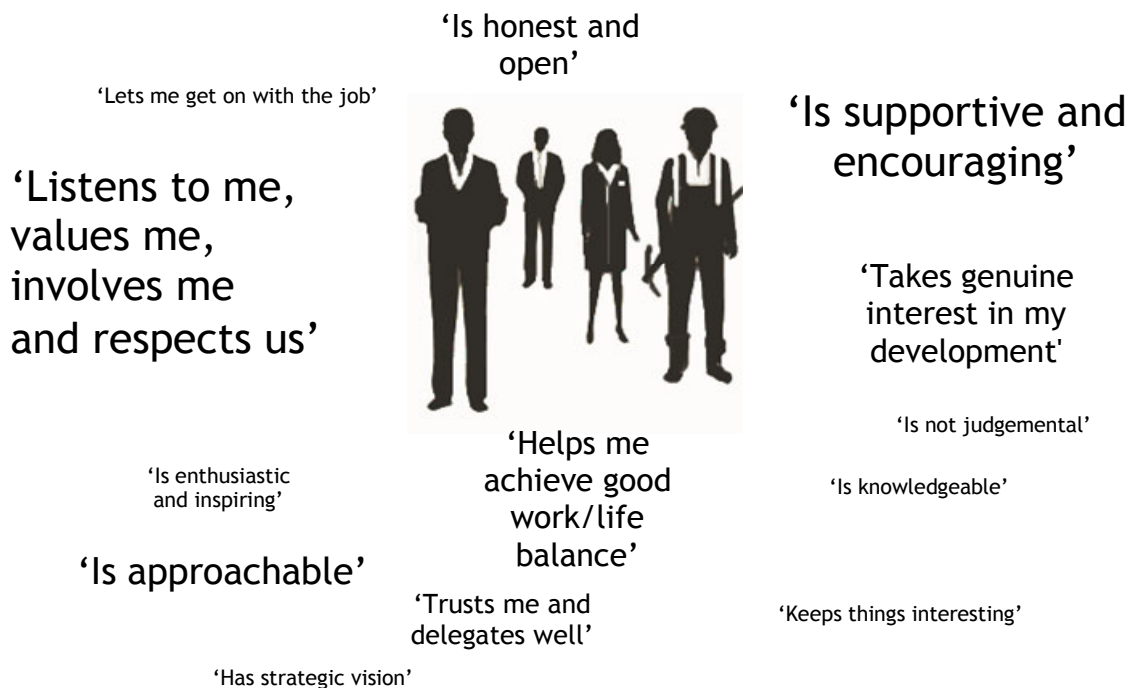 ‘Is honest and
open’
‘Lets me get on with the job’
‘Is supportive and
encouraging’
‘Listens to me,
values me,
involves me
and respects us’
‘Takes genuine
interest in my
development'
‘Is not judgemental’
‘Helps me
achieve good
work/life
balance’
‘Is enthusiastic
and inspiring’
‘Is knowledgeable’
‘Is approachable’
‘Trusts me and
delegates well’
‘Keeps things interesting’
‘Has strategic vision’